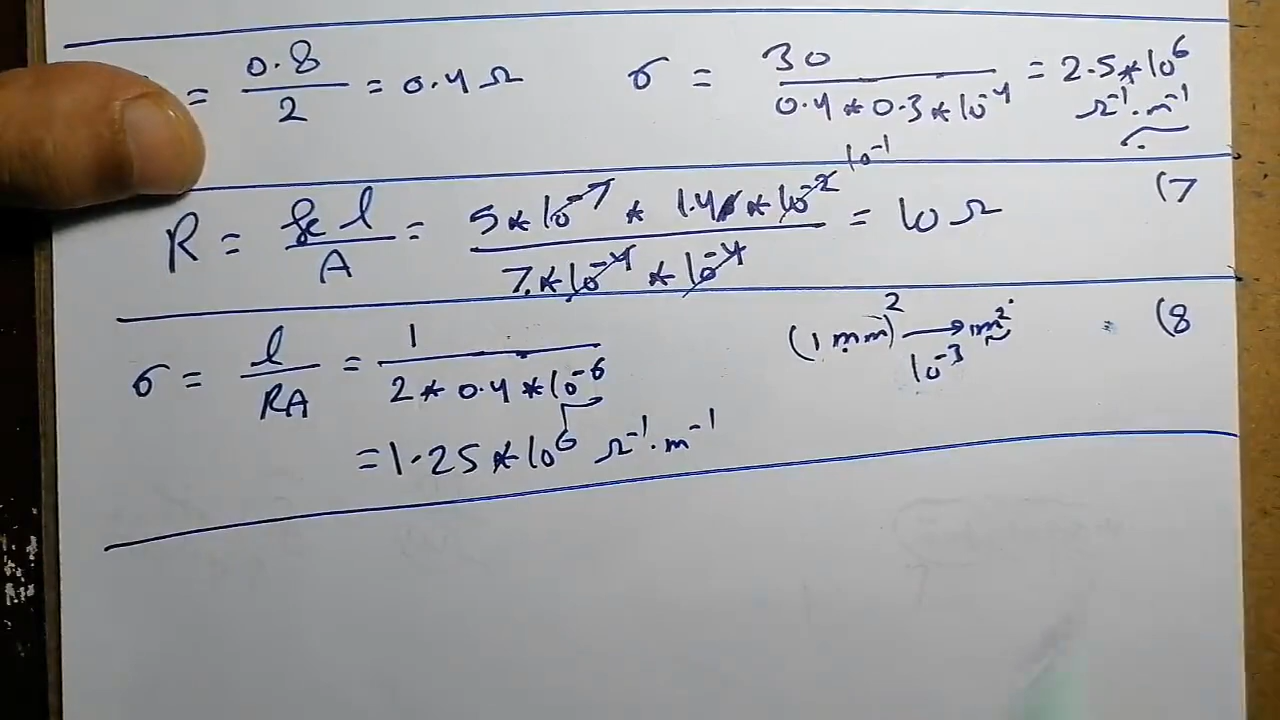 = 0.8 / 2 = 0.4 Ω    σ = 30 / 0.4 * 0.3 * 10⁻⁴ = 2.5 * 10⁶
Ω⁻¹.m⁻¹
R = ρe l / A = 5 * 10⁻⁷ * 1.4 * 10⁻² 10⁻¹ / 7 * 10⁻⁴ * 10⁻⁴ = 10 Ω    (7
σ = l / RA = 1 / 2 * 0.4 * 10⁻⁶    (1 mm)² → m²    (8
10⁻³
= 1.25 * 10⁶ Ω⁻¹.m⁻¹